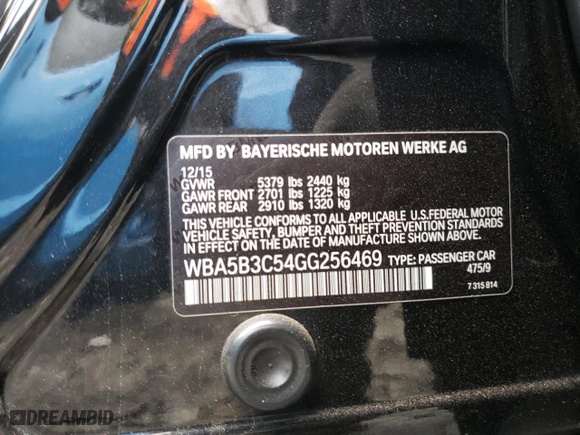 MFD BY BAYERISCHE MOTOREN WERKE AG
12/15
GVWR 5379 lbs 2440 kg
GAWR FRONT 2701 lbs 1225 kg
GAWR REAR 2910 lbs 1320 kg
THIS VEHICLE CONFORMS TO ALL APPLICABLE U.S. FEDERAL MOTOR
VEHICLE SAFETY, BUMPER AND THEFT PREVENTION STANDARDS
IN EFFECT ON THE DATE OF MANUFACTURE SHOWN ABOVE.
WBA5B3C54GG256469 TYPE: PASSENGER CAR
475/9
7 315 814
DREAMBID